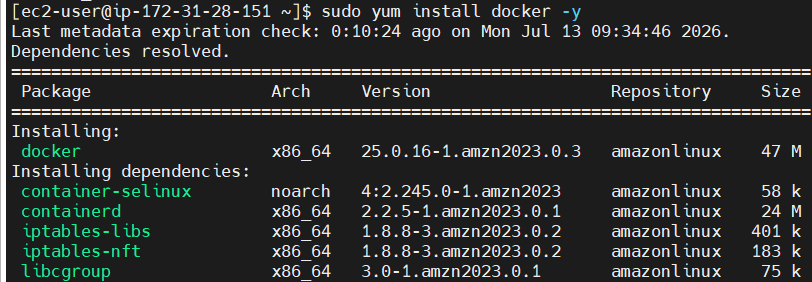 [ec2-user@ip-172-31-28-151 ~]$ sudo yum install docker -y
Last metadata expiration check: 0:10:24 ago on Mon Jul 13 09:34:46 2026.
Dependencies resolved.
================================================================================
Package Arch Version Repository Size
================================================================================
Installing:
docker x86_64 25.0.16-1.amzn2023.0.3 amazonlinux 47 M
Installing dependencies:
container-selinux noarch 4:2.245.0-1.amzn2023 amazonlinux 58 k
containerd x86_64 2.2.5-1.amzn2023.0.1 amazonlinux 24 M
iptables-libs x86_64 1.8.8-3.amzn2023.0.2 amazonlinux 401 k
iptables-nft x86_64 1.8.8-3.amzn2023.0.2 amazonlinux 183 k
libcgroup x86_64 3.0-1.amzn2023.0.1 amazonlinux 75 k